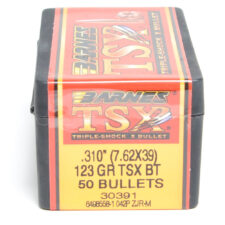 BARNES
TSX
TRIPLE-SHOCK X BULLET
.310" (7.62X39)
123 GR TSX BT
50 BULLETS
30391